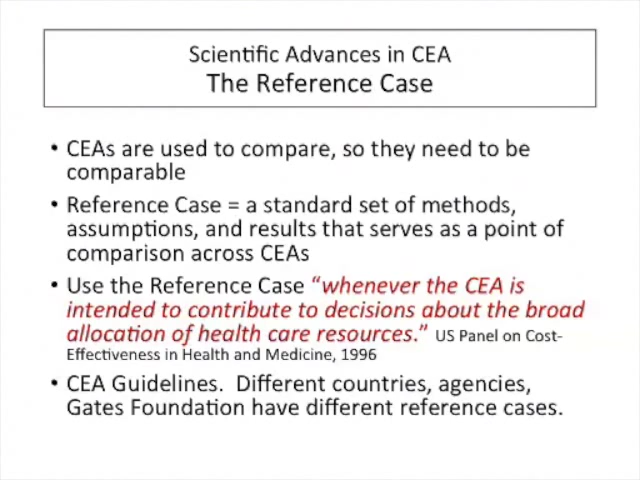 Scientific Advances in CEA
The Reference Case
• CEAs are used to compare, so they need to be
comparable
• Reference Case = a standard set of methods,
assumptions, and results that serves as a point of
comparison across CEAs
• Use the Reference Case “whenever the CEA is
intended to contribute to decisions about the broad
allocation of health care resources.” US Panel on Cost-
Effectiveness in Health and Medicine, 1996
• CEA Guidelines. Different countries, agencies,
Gates Foundation have different reference cases.